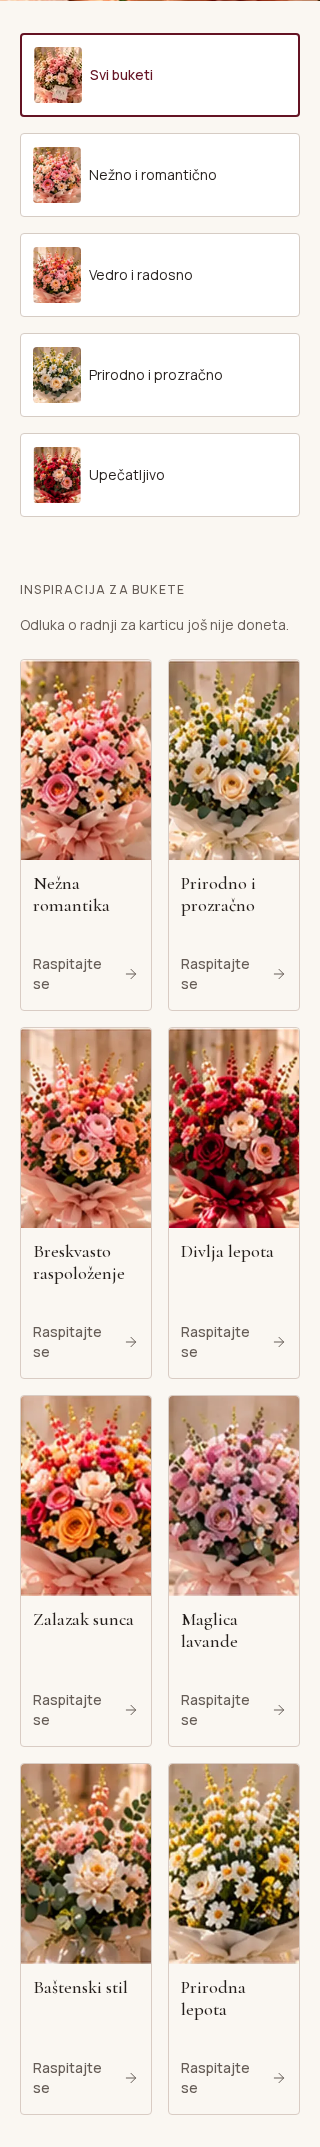 Svi buketi
Nežno i romantično
Vedro i radosno
Prirodno i prozračno
Upečatljivo
INSPIRACIJA ZA BUKETE
Odluka o radnji za karticu još nije doneta.
Nežna
romantika
Raspitajte
se
Prirodno i
prozračno
Raspitajte
se
Breskvasto
raspoloženje
Raspitajte
se
Divlja lepota
Raspitajte
se
Zalazak sunca
Raspitajte
se
Maglica
lavande
Raspitajte
se
Baštenski stil
Raspitajte
se
Prirodna
lepota
Raspitajte
se